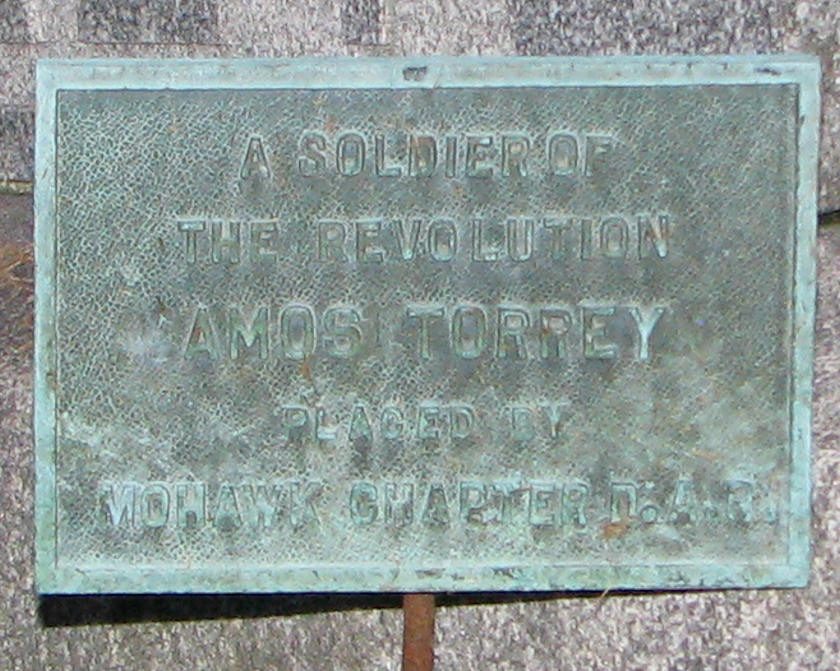 A SOLDIER OF
THE REVOLUTION
AMOS TORREY
PLACED BY
MOHAWK CHAPTER D.A.R.